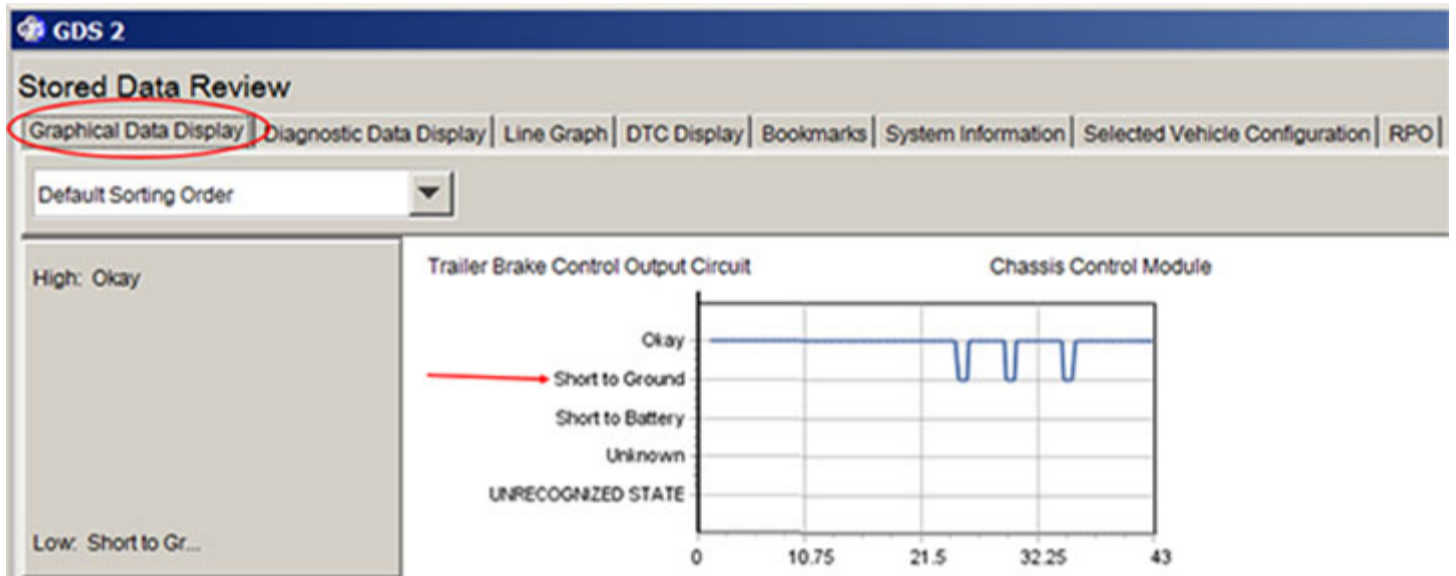 GDS 2
Stored Data Review
Graphical Data Display Diagnostic Data Display Line Graph DTC Display Bookmarks System Information Selected Vehicle Configuration RPO
Default Sorting Order
High: Okay
Low: Short to Gr...
Trailer Brake Control Output Circuit Chassis Control Module
Okay
Short to Ground
Short to Battery
Unknown
UNRECOGNIZED STATE
0 10.75 21.5 32.25 43